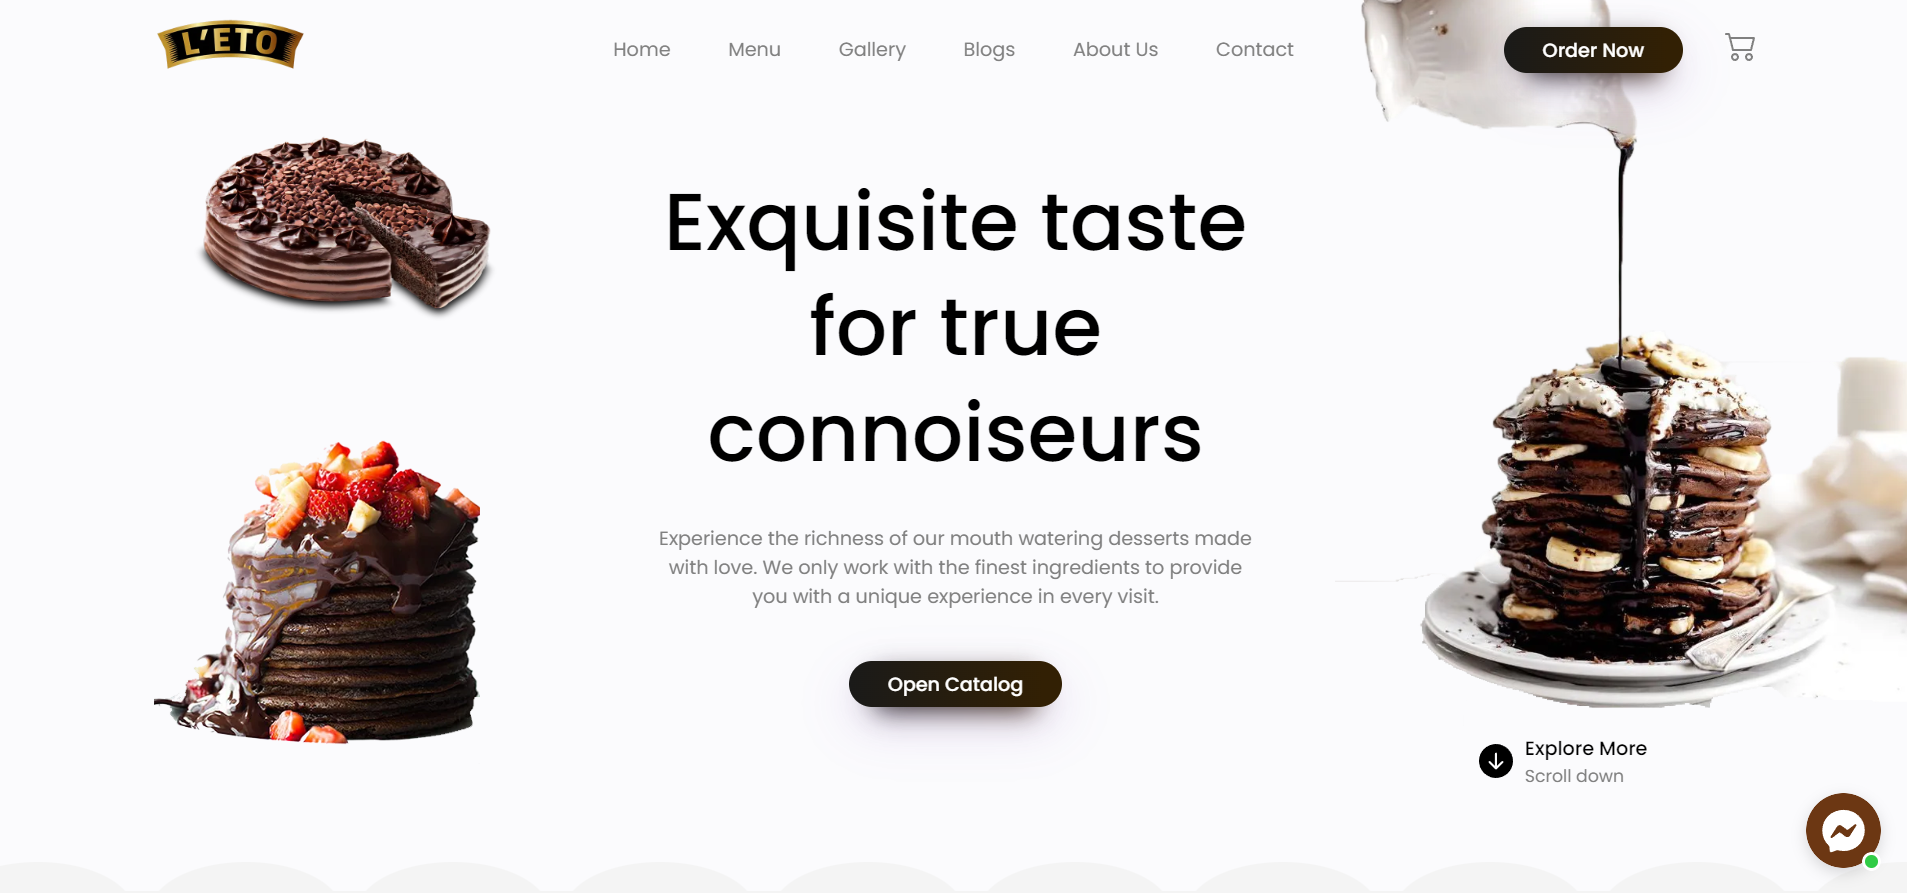 L'ETO
Home
Menu
Gallery
Blogs
About Us
Contact
Order Now
Exquisite taste
for true
connoiseurs
Experience the richness of our mouth watering desserts made
with love. We only work with the finest ingredients to provide
you with a unique experience in every visit.
Open Catalog
Explore More
Scroll down